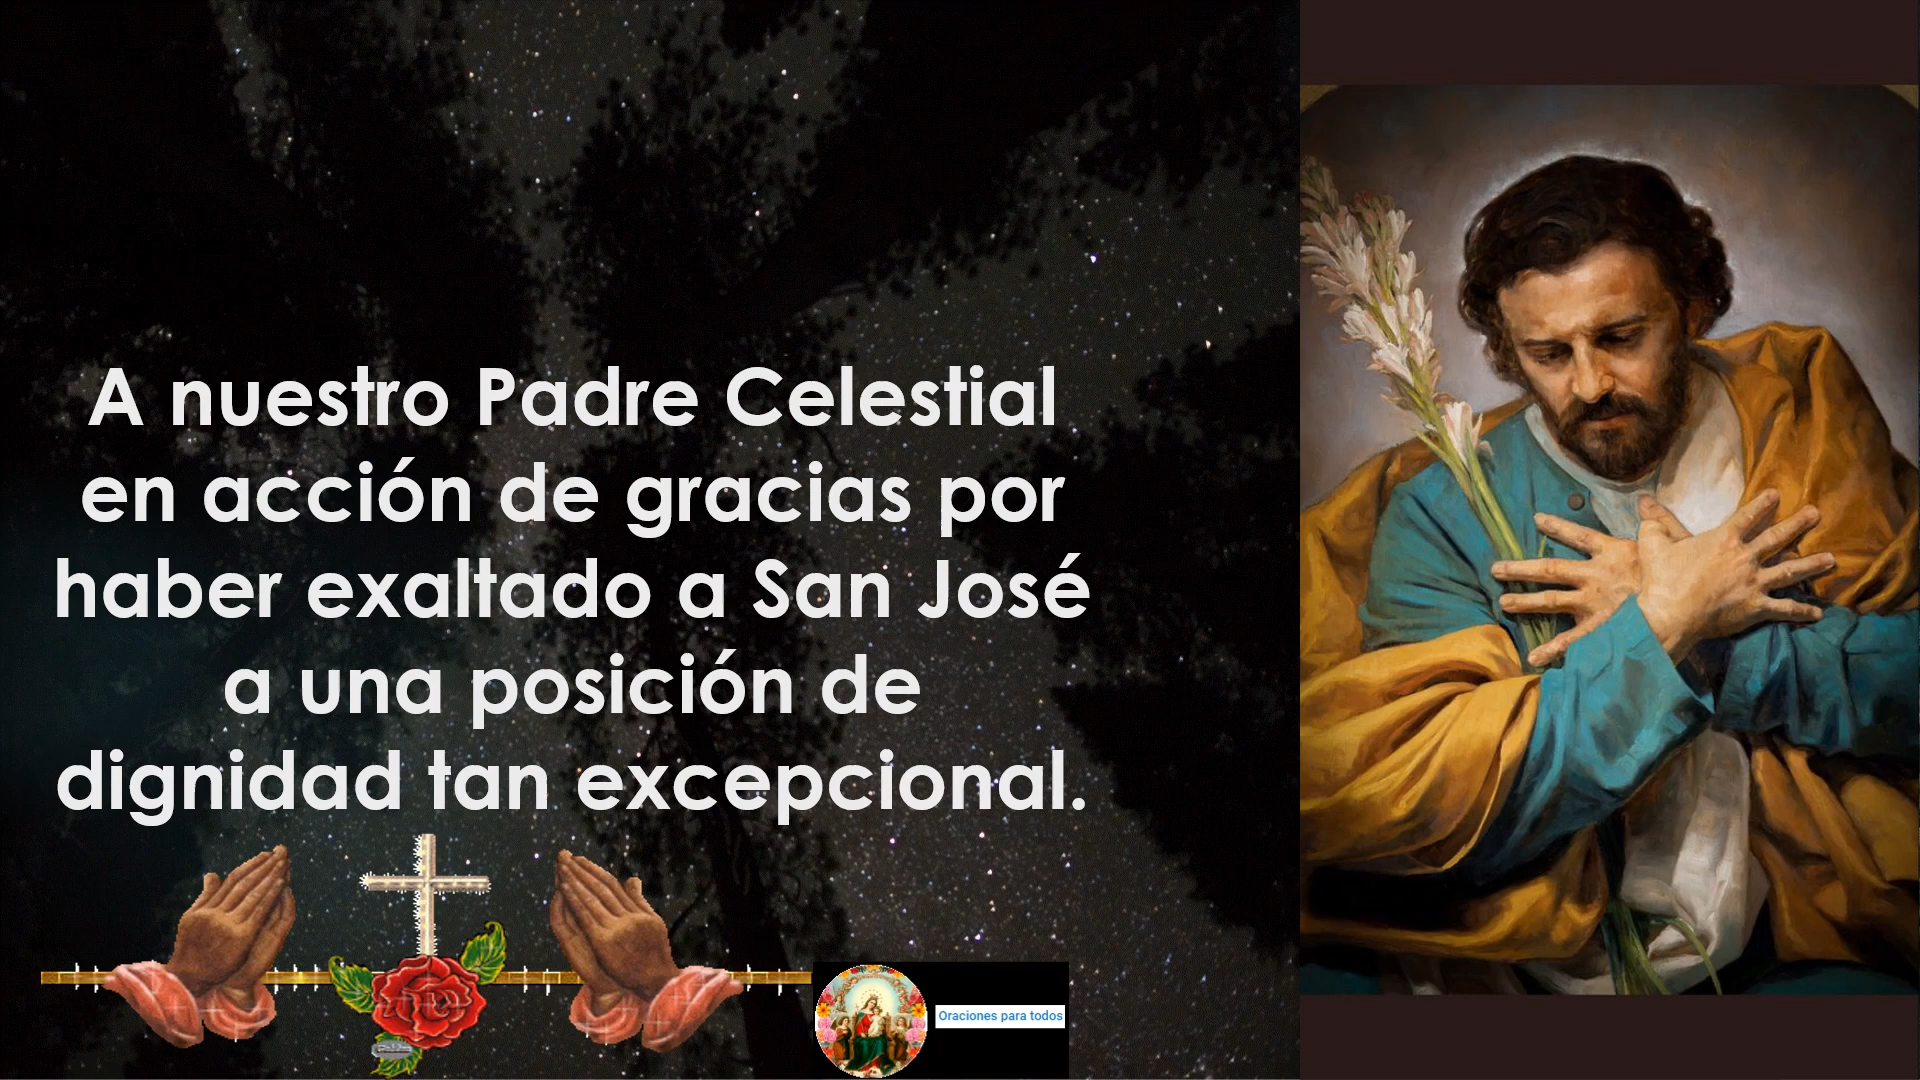 A nuestro Padre Celestial
en acción de gracias por
haber exaltado a San José
a una posición de
dignidad tan excepcional.
Oraciones para todos